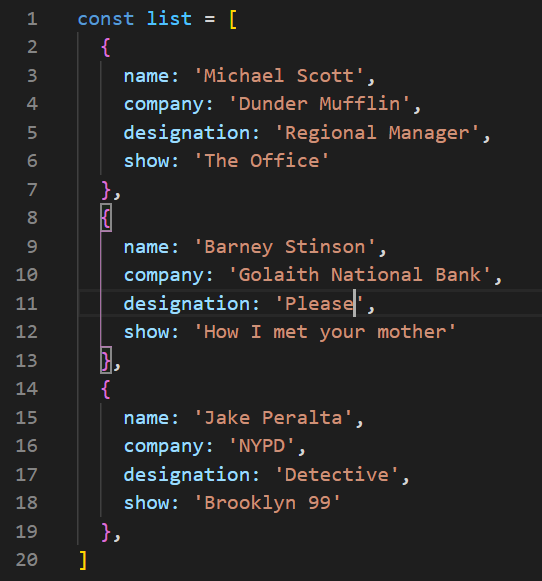 1 const list = [
2 {
3 name: 'Michael Scott',
4 company: 'Dunder Mufflin',
5 designation: 'Regional Manager',
6 show: 'The Office'
7 },
8 {
9 name: 'Barney Stinson',
10 company: 'Golaith National Bank',
11 designation: 'Please',
12 show: 'How I met your mother'
13 },
14 {
15 name: 'Jake Peralta',
16 company: 'NYPD',
17 designation: 'Detective',
18 show: 'Brooklyn 99'
19 },
20 ]